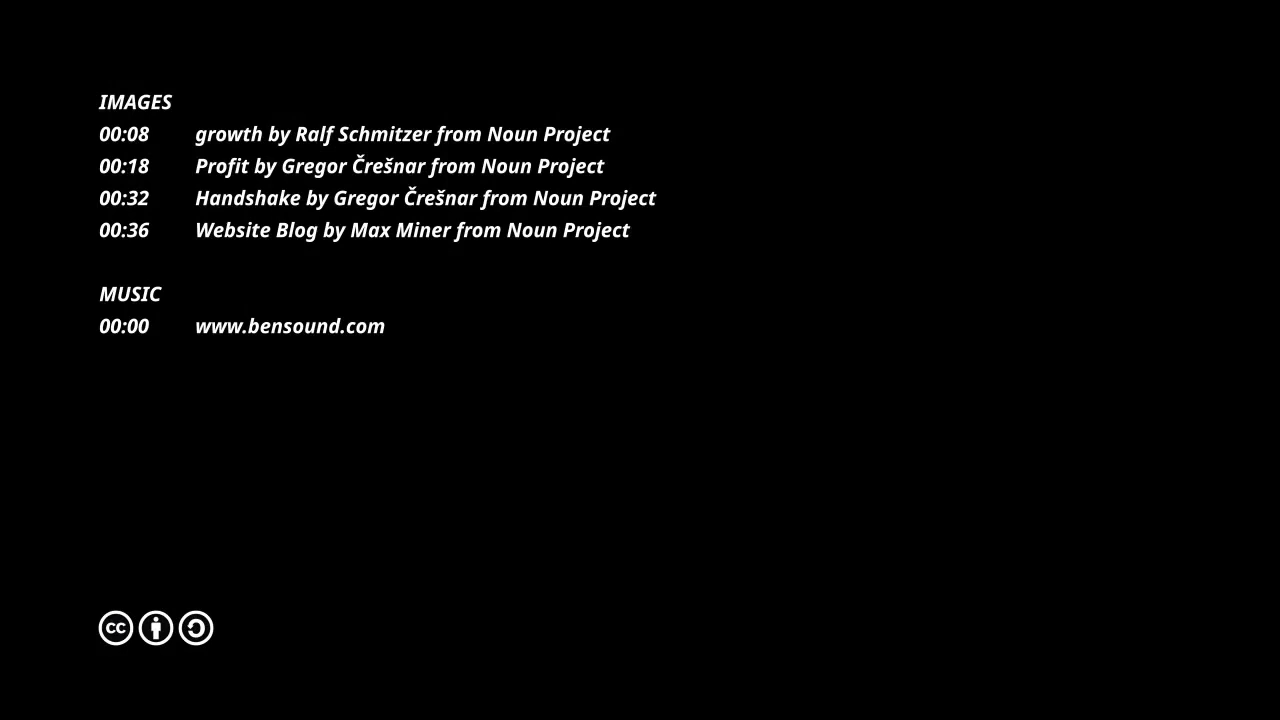 IMAGES
00:08 growth by Ralf Schmitzer from Noun Project
00:18 Profit by Gregor Črešnar from Noun Project
00:32 Handshake by Gregor Črešnar from Noun Project
00:36 Website Blog by Max Miner from Noun Project
MUSIC
00:00 www.bensound.com
cc